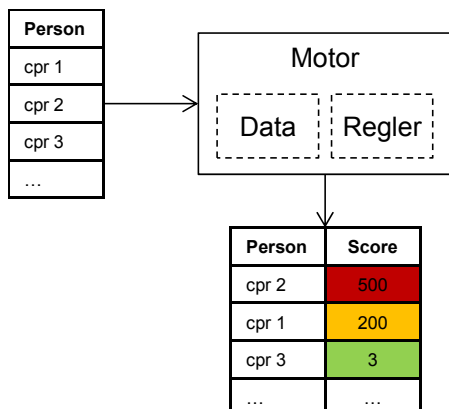 Person
cpr 1
cpr 2
cpr 3
…
Motor
Data Regler
Person Score
cpr 2 500
cpr 1 200
cpr 3 3
… …